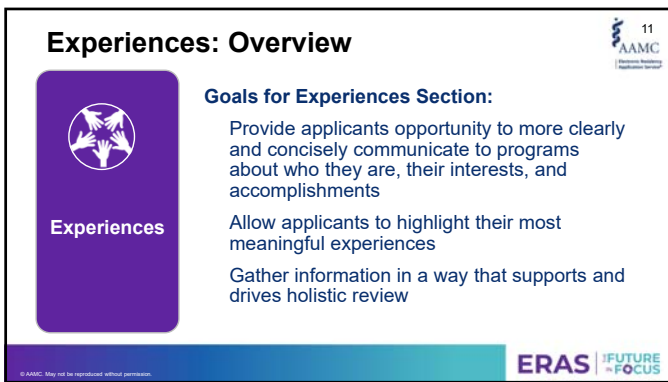 Experiences: Overview
11
AAMC
Electronic Residency
Application Service®
Experiences
Goals for Experiences Section:
Provide applicants opportunity to more clearly
and concisely communicate to programs
about who they are, their interests, and
accomplishments
Allow applicants to highlight their most
meaningful experiences
Gather information in a way that supports and
drives holistic review
© AAMC. May not be reproduced without permission.
ERAS THE FUTURE
IN FOCUS